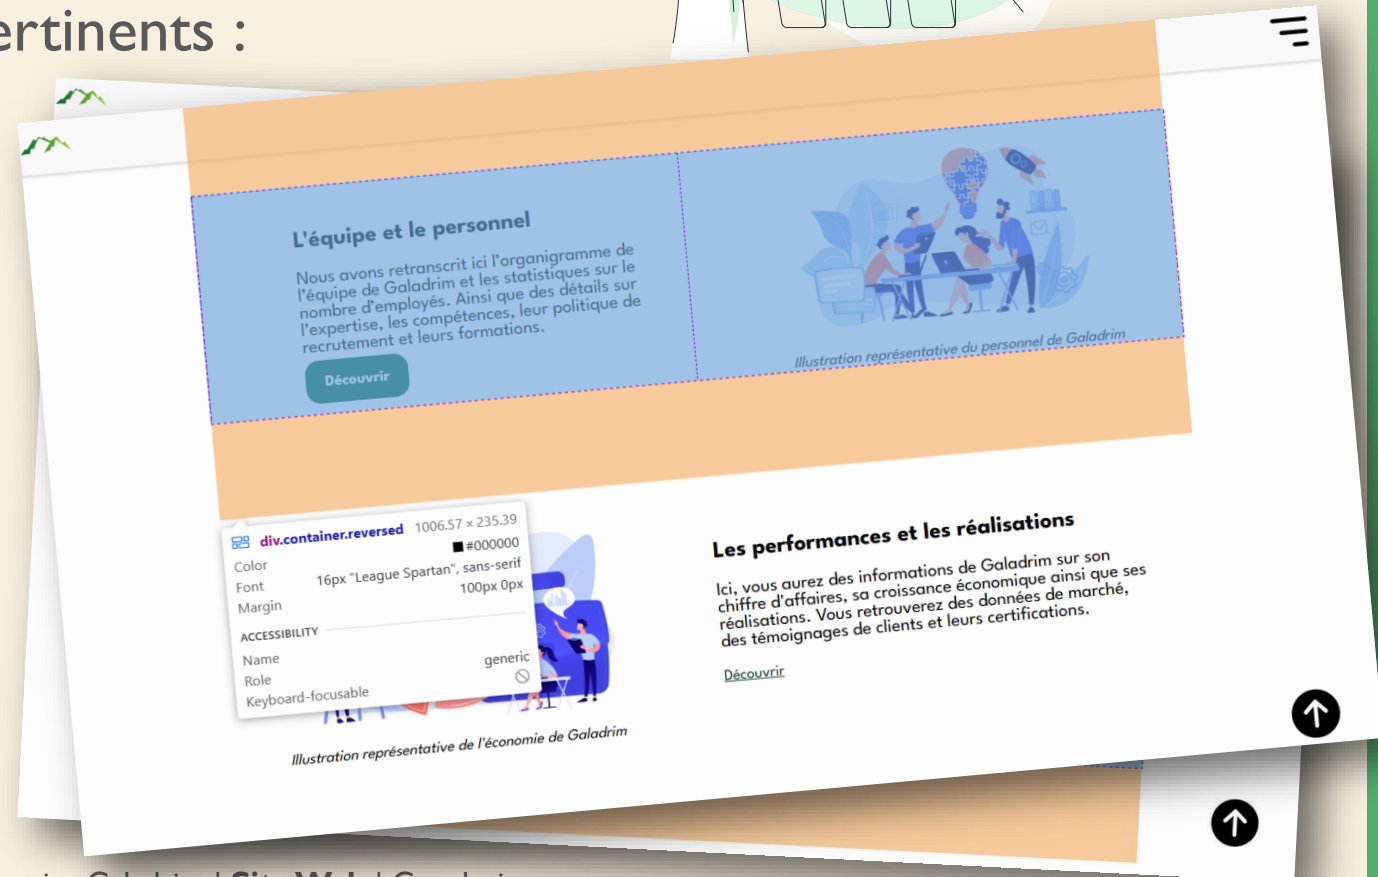 ertinents :
L'équipe et le personnel
Nous avons retranscrit ici l'organigramme de
l'équipe de Galadrim et les statistiques sur le
nombre d'employés. Ainsi que des détails sur
l'expertise, les compétences, leur politique de
recrutement et leurs formations.
Découvrir
Illustration représentative du personnel de Galadrim
div.container.reversed 1006.57 × 235.39
Color #000000
Font 16px "League Spartan", sans-serif
Margin 100px 0px
ACCESSIBILITY
Name
Role generic
Keyboard-focusable
Illustration représentative de l'économie de Galadrim
Les performances et les réalisations
Ici, vous aurez des informations de Galadrim sur son
chiffre d'affaires, sa croissance économique ainsi que ses
réalisations. Vous retrouverez des données de marché,
des témoignages de clients et leurs certifications.
Découvrir